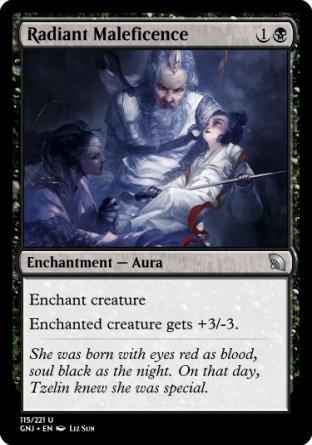 Radiant Maleficence 1
Enchantment — Aura
Enchant creature
Enchanted creature gets +3/-3.
She was born with eyes red as blood,
soul black as the night. On that day,
Tzelin knew she was special.
115/221 U
GNJ • EN Liz Sun